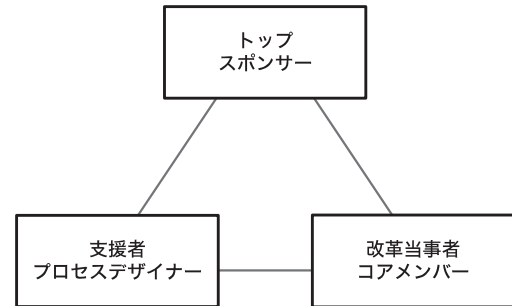 トップ
スポンサー
支援者
プロセスデザイナー
改革当事者
コアメンバー